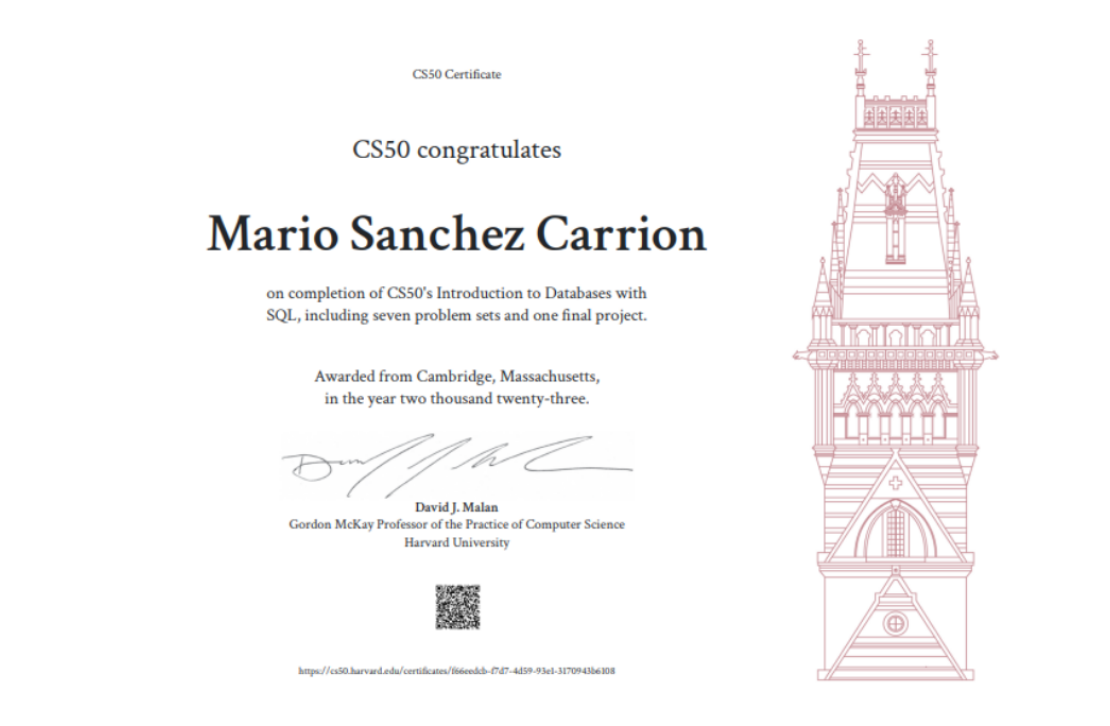 CS50 Certificate
CS50 congratulates
Mario Sanchez Carrion
on completion of CS50's Introduction to Databases with
SQL, including seven problem sets and one final project.
Awarded from Cambridge, Massachusetts,
in the year two thousand twenty-three.
David J. Malan
Gordon McKay Professor of the Practice of Computer Science
Harvard University
https://cs50.harvard.edu/certificates/f66eedcb-f7d7-4d59-93e1-3170943b6108